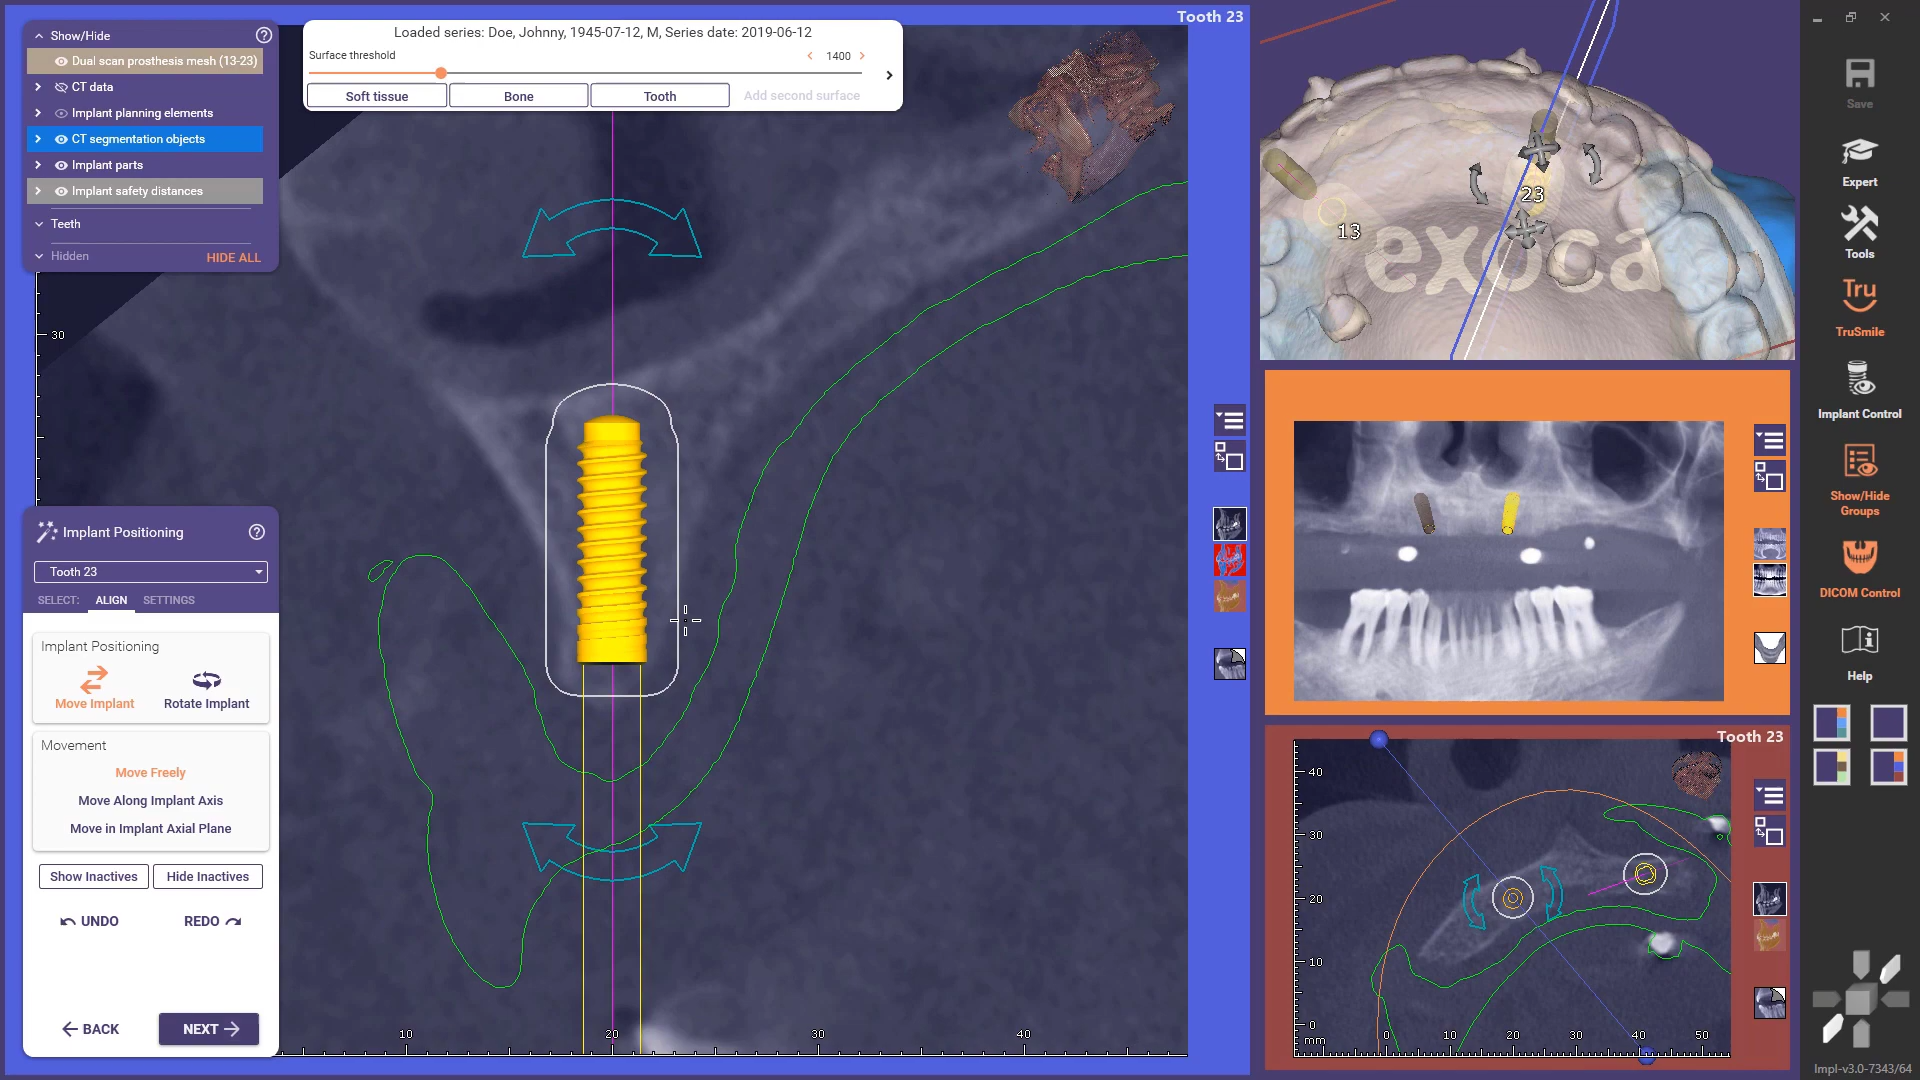 Show/Hide
Dual scan prosthesis mesh (13-23)
CT data
Implant planning elements
CT segmentation objects
Implant parts
Implant safety distances
Teeth
Hidden
HIDE ALL
Loaded series: Doe, Johnny, 1945-07-12, M, Series date: 2019-06-12
Surface threshold
1400
Soft tissue
Bone
Tooth
Add second surface
Tooth 23
30
10
20
30
40
Implant Positioning
Tooth 23
SELECT:
ALIGN
SETTINGS
Implant Positioning
Move Implant
Rotate Implant
Movement
Move Freely
Move Along Implant Axis
Move in Implant Axial Plane
Show Inactives
Hide Inactives
UNDO
REDO
BACK
NEXT
13
23
exoca
Tooth 23
40
30
20
10
0
mm
0
10
20
30
40
50
Save
Expert
Tools
Tru
TruSmile
Implant Control
Show/Hide
Groups
DICOM Control
Help
Impl-v3.0-7343/64